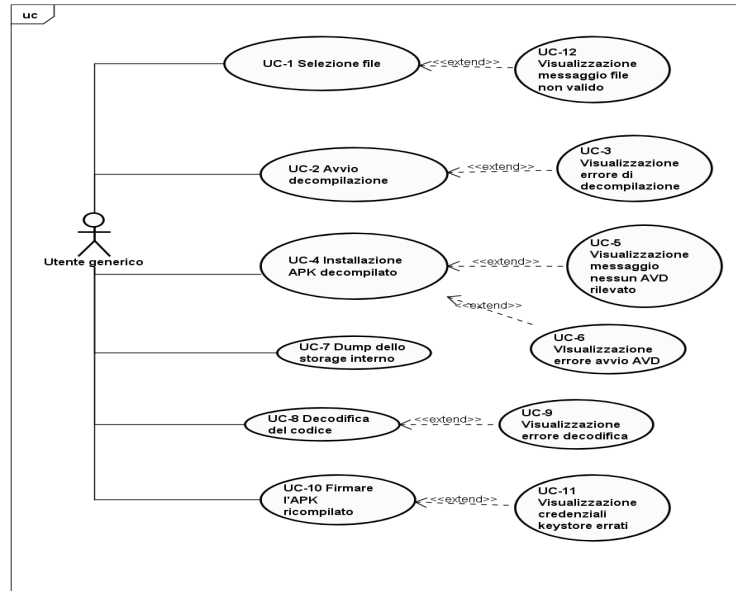 uc
UC-1 Selezione file
<<extend>>
UC-12
Visualizzazione
messaggio file
non valido
UC-2 Avvio
decompilazione
<<extend>>
UC-3
Visualizzazione
errore di
decompilazione
Utente generico
UC-4 Installazione
APK decompilato
<<extend>>
UC-5
Visualizzazione
messaggio
nessun AVD
rilevato
<<extend>>
UC-6
VIsualizzazione
errore avvio AVD
UC-7 Dump dello
storage interno
UC-8 Decodifica
del codice
<<extend>>
UC-9
Visualizzazione
errore decodifica
UC-10 Firmare
l'APK
ricompilato
<<extend>>
UC-11
Visualizzazione
credenziali
keystore errati